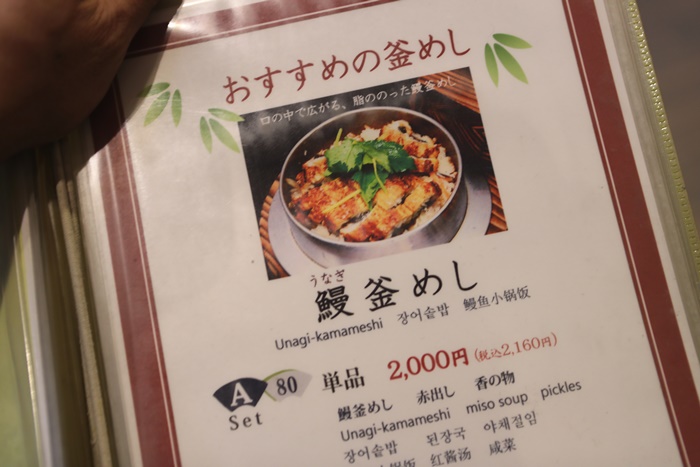 おすすめの釜めし
口の中で広がる、脂ののった鰻釜めし
うなぎ
鰻釜めし
Unagi-kamameshi 장어솥밥 鳗鱼小锅饭
A 80 単品 2,000円(税込2,160円)
Set
鰻釜めし 赤出し 香の物
Unagi-kamameshi miso soup pickles
장어솥밥 된장국 야채절임
小锅饭 红酱汤 咸菜